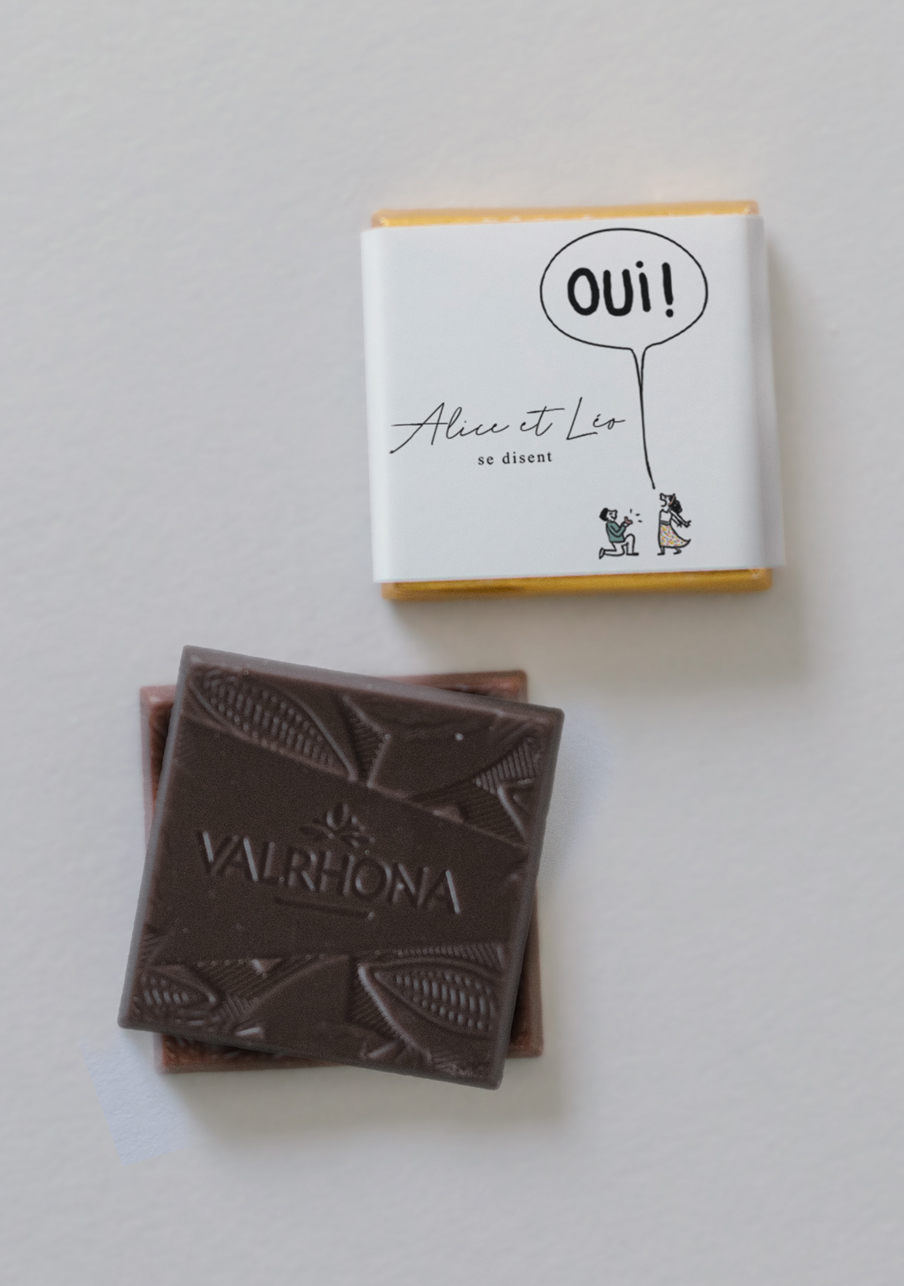 OUi!
Alice et Léo
se disent
VALRHONA